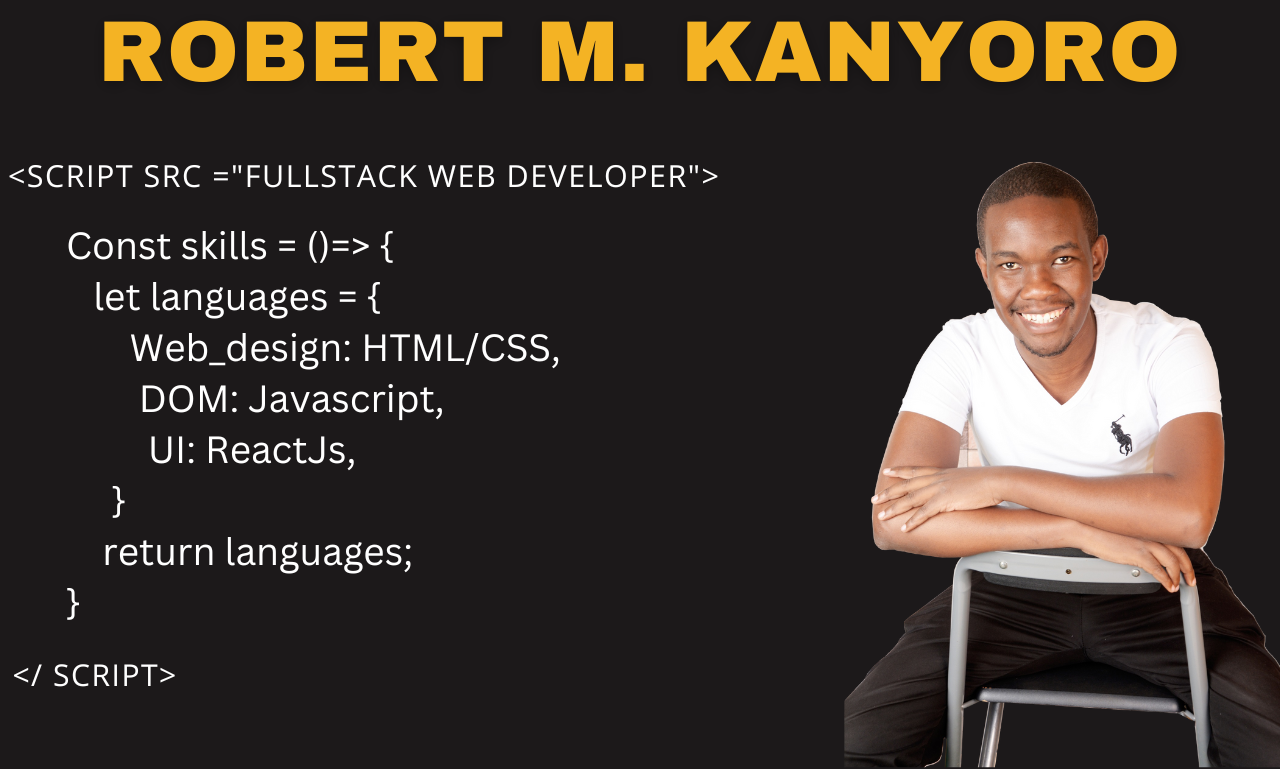 ROBERT M. KANYORO
<SCRIPT SRC ="FULLSTACK WEB DEVELOPER">
Const skills = ()=> {
let languages = {
Web_design: HTML/CSS,
DOM: Javascript,
UI: ReactJs,
}
return languages;
}
</ SCRIPT>